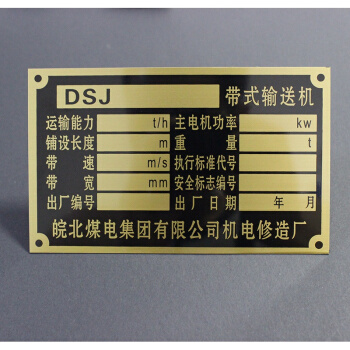 DSJ 带式输送机
运输能力 t/h 主电机功率 kw
铺设长度 m 重量 t
带速 m/s 执行标准代号
带宽 mm 安全标志编号
出厂编号 出厂日期 年 月
皖北煤电集团有限公司机电修造厂